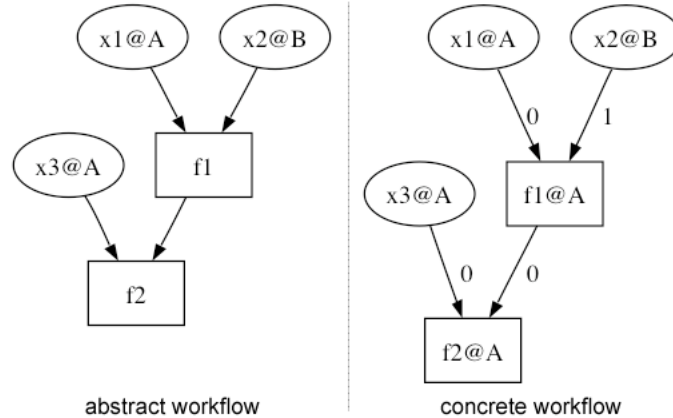 x1@A
x2@B
x3@A
f1
f2
abstract workflow
x1@A
x2@B
0
1
x3@A
f1@A
0
0
f2@A
concrete workflow